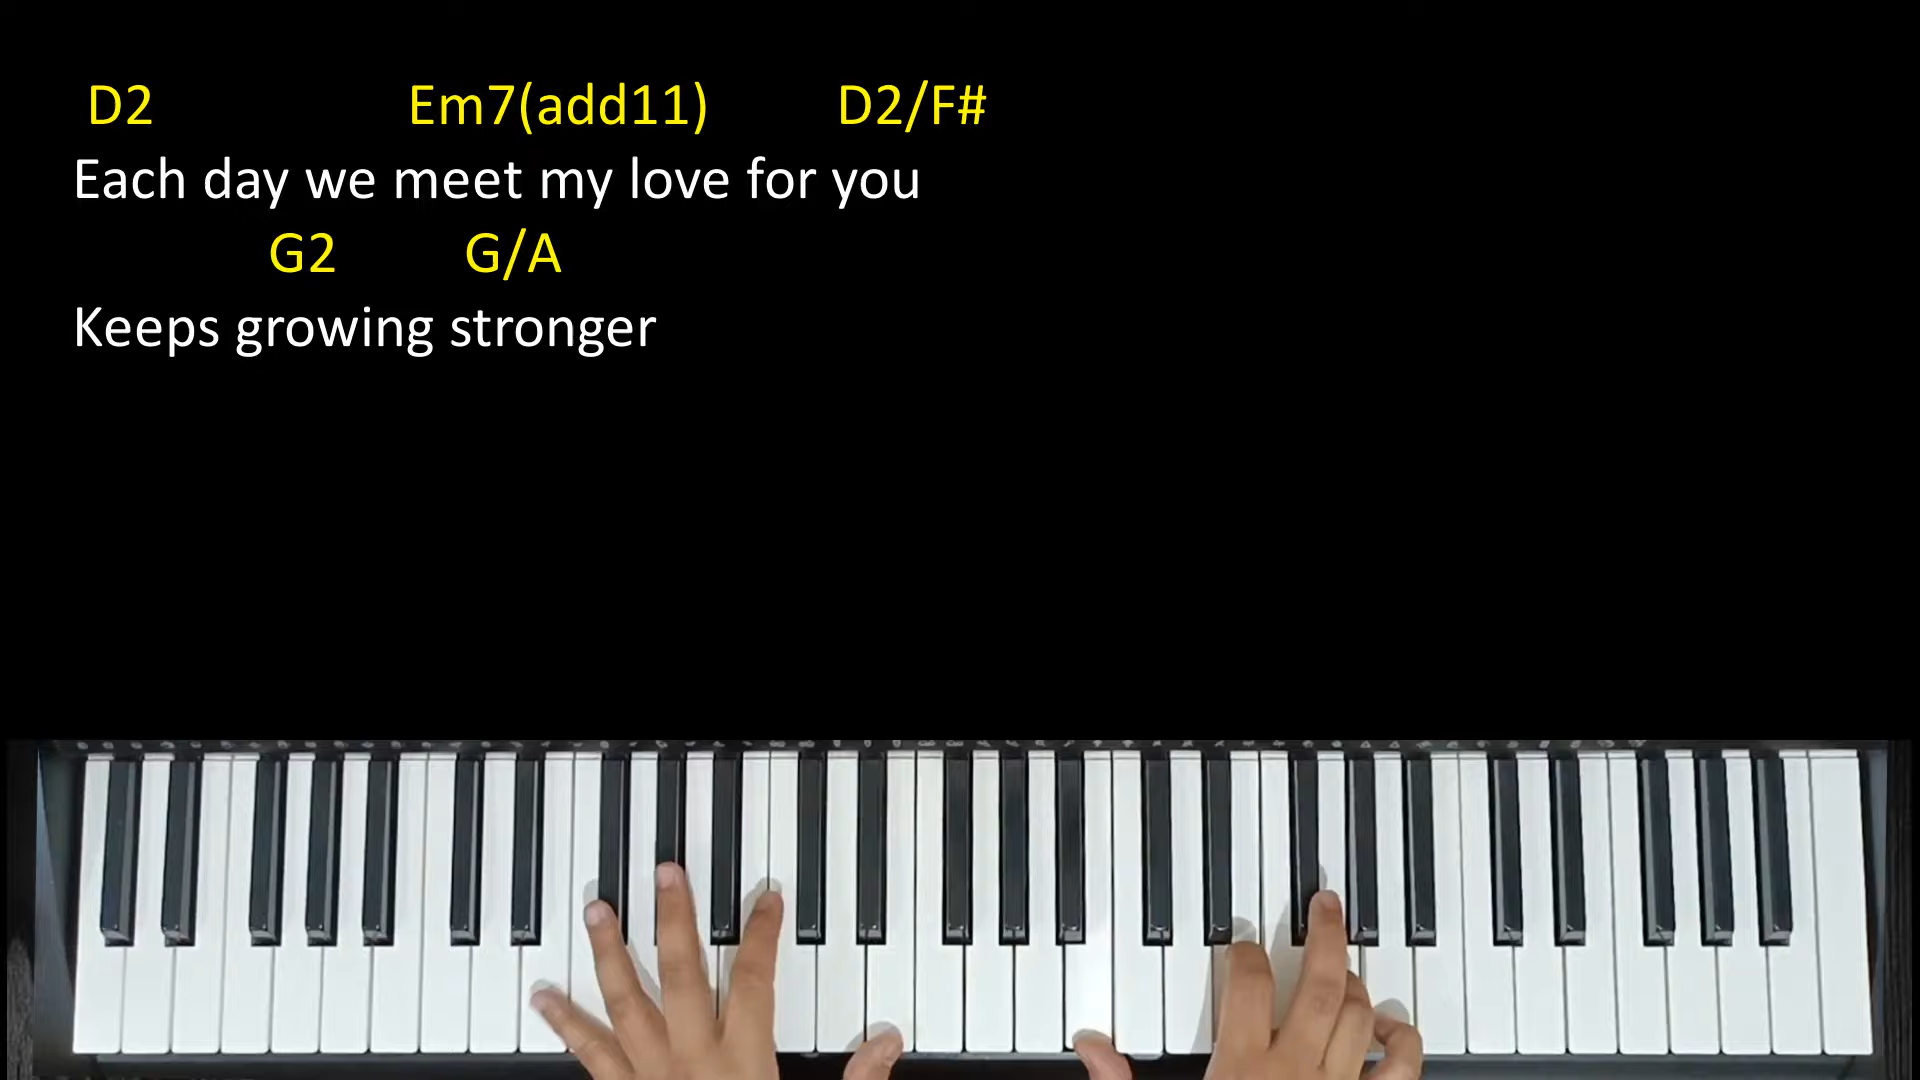 D2 Em7(add11) D2/F#
Each day we meet my love for you
G2 G/A
Keeps growing stronger